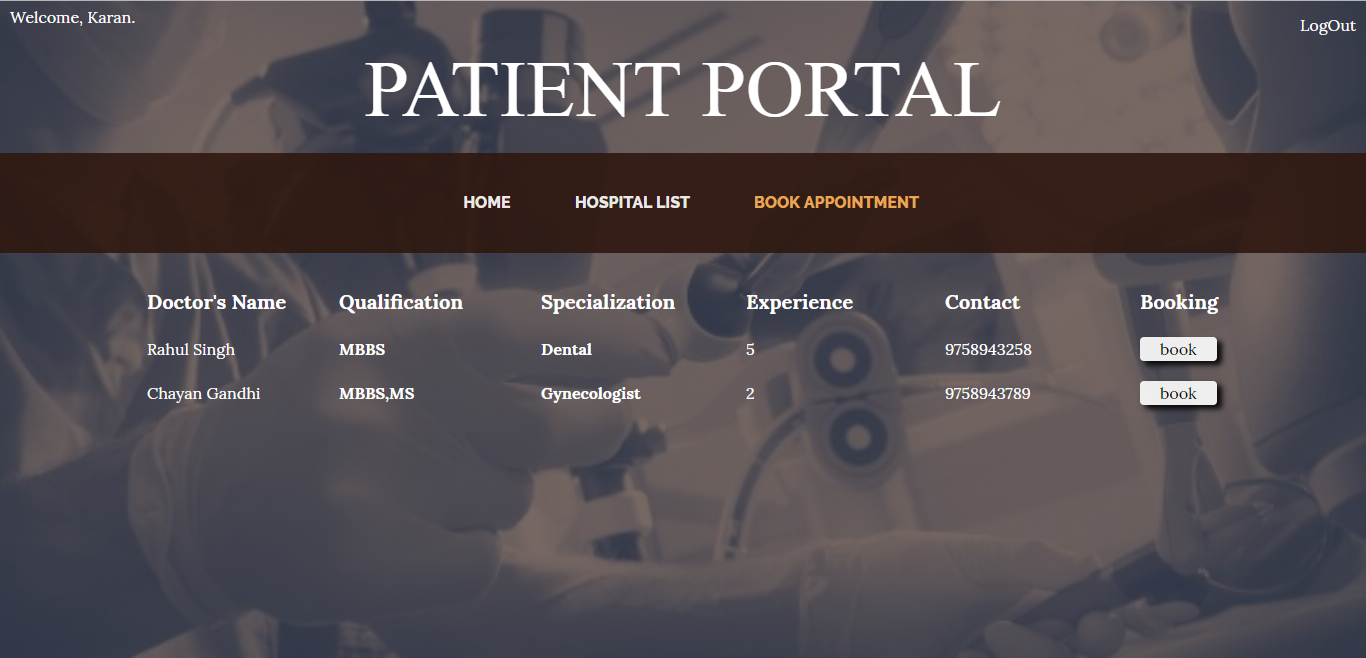 Welcome, Karan.
LogOut
PATIENT PORTAL
HOME HOSPITAL LIST BOOK APPOINTMENT
Doctor's Name Qualification Specialization Experience Contact Booking
Rahul Singh MBBS Dental 5 9758943258 book
Chayan Gandhi MBBS,MS Gynecologist 2 9758943789 book